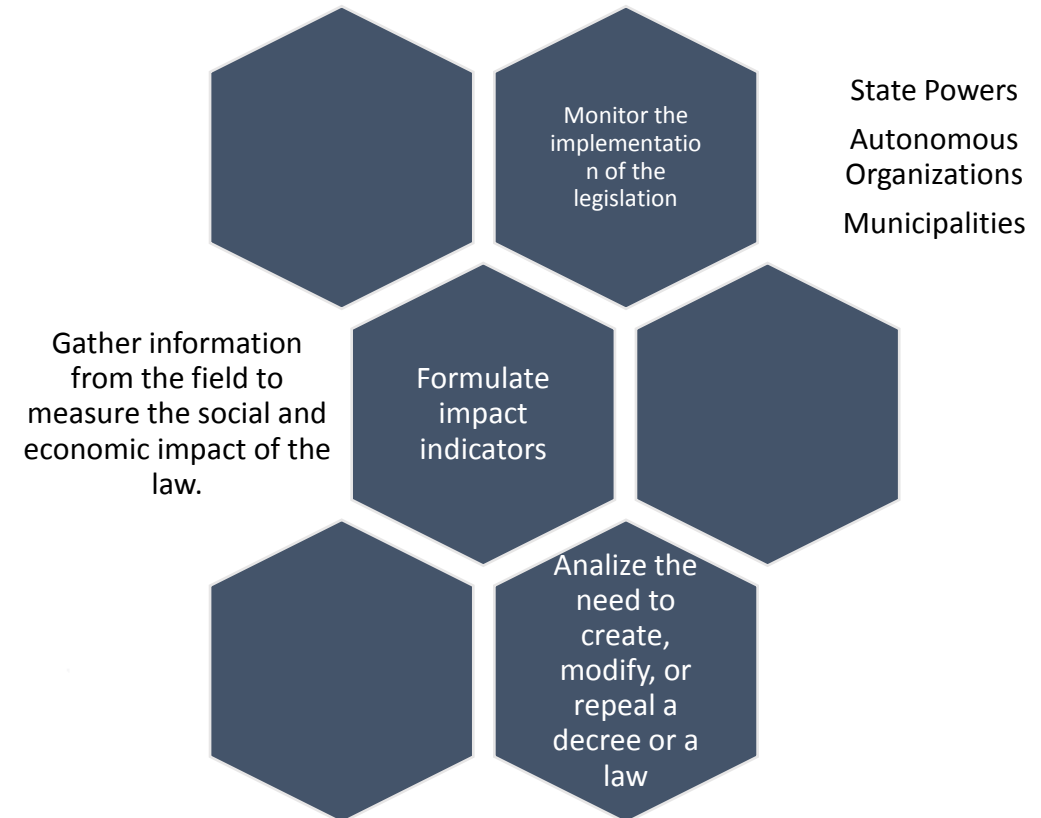 Monitor the
implementatio
n of the
legislation
State Powers
Autonomous
Organizations
Municipalities
Gather information
from the field to
measure the social and
economic impact of the
law.
Formulate
impact
indicators
Analize the
need to
create,
modify, or
repeal a
decree or a
law